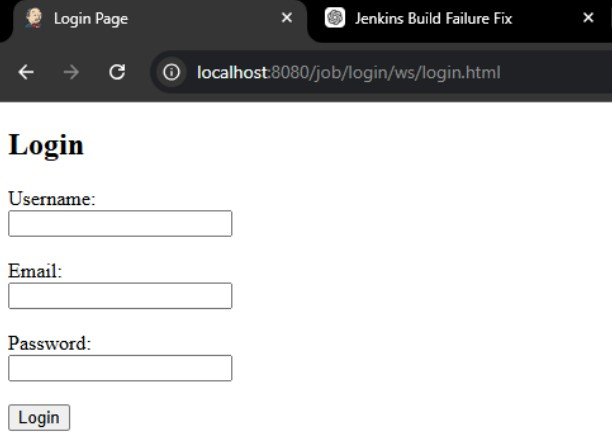 Login Page
Jenkins Build Failure Fix
localhost:8080/job/login/ws/login.html
Login
Username:
Email:
Password:
Login